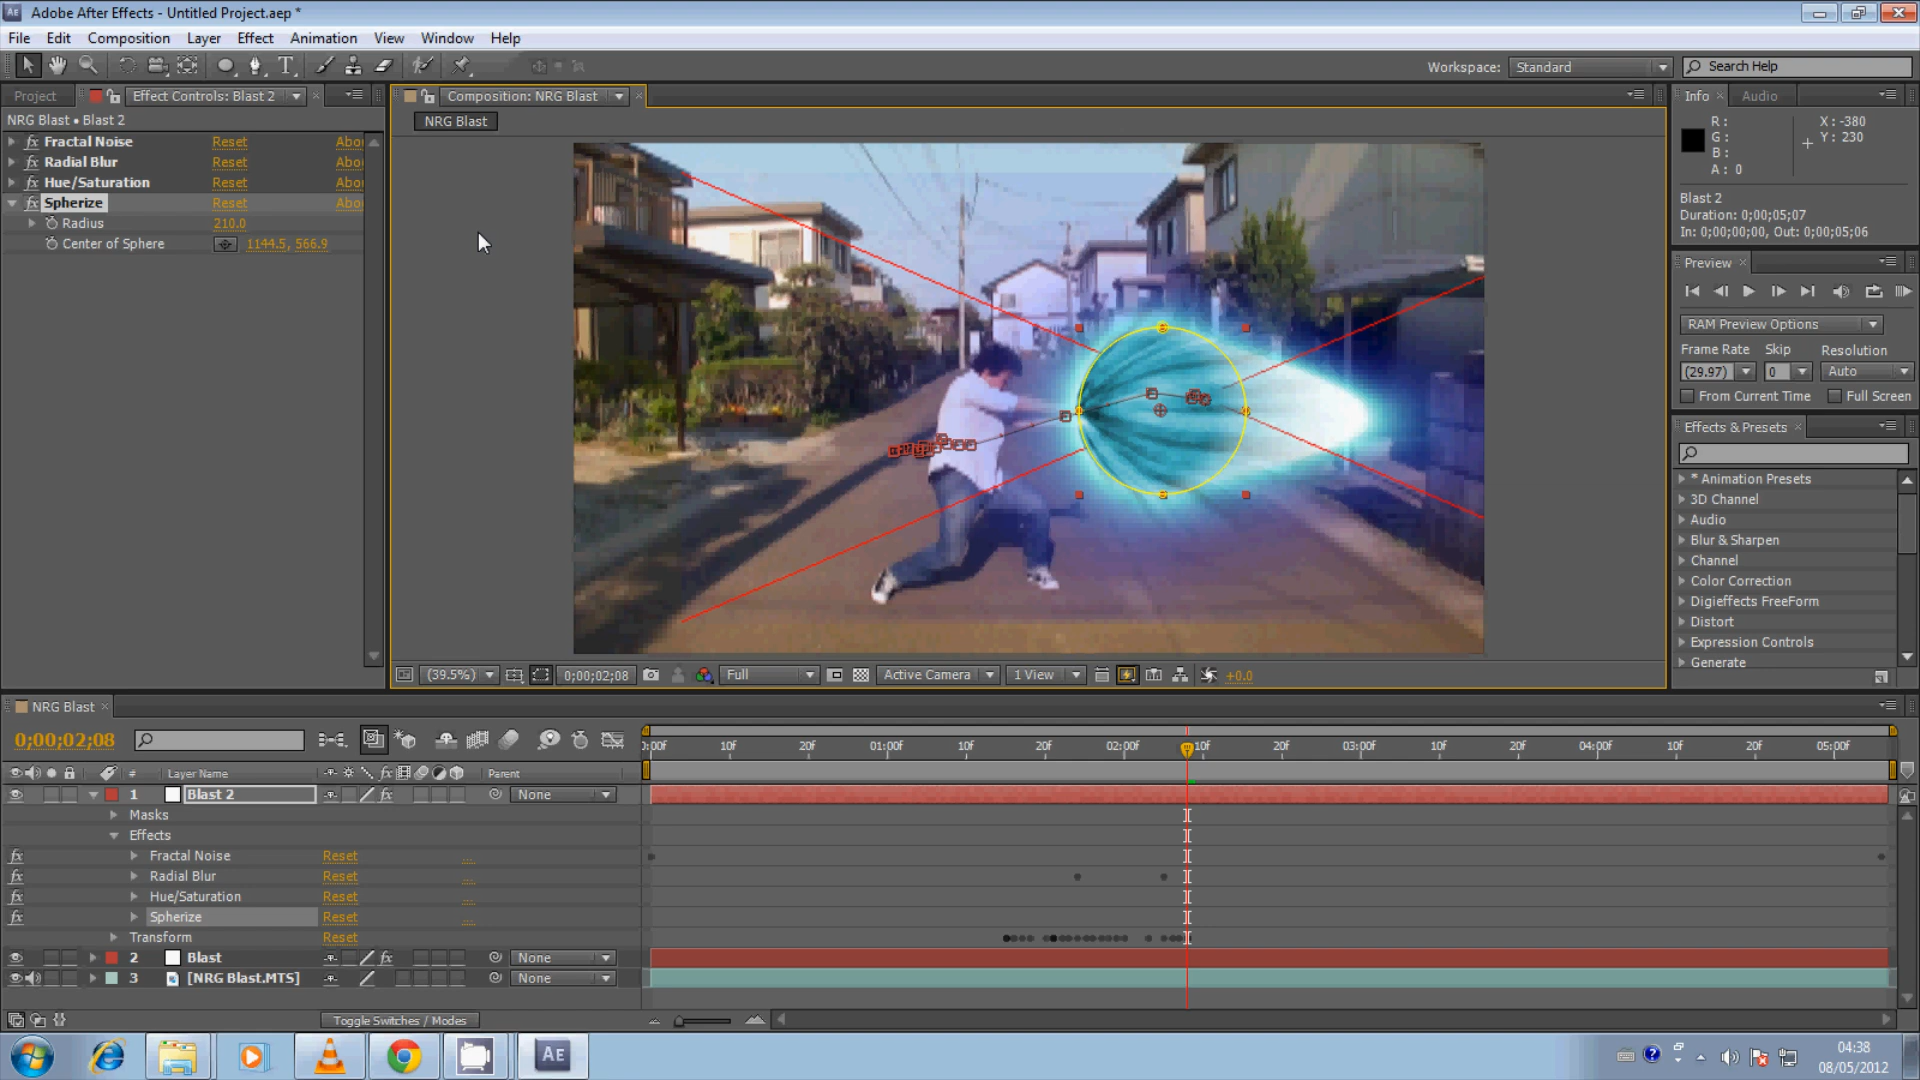 Adobe After Effects - Untitled Project.aep *
File Edit Composition Layer Effect Animation View Window Help
Workspace: Standard Search Help
Project Effect Controls: Blast 2 Composition: NRG Blast Info Audio
NRG Blast • Blast 2
NRG Blast
Fractal Noise Reset Abo
Radial Blur Reset Abo
Hue/Saturation Reset Abo
Spherize Reset Abo
Radius 210.0
Center of Sphere 1144.5, 566.9
R : X : -380
G : Y : 230
B :
A : 0
Blast 2
Duration: 0;00;05;07
In: 0;00;00;00, Out: 0;00;05;06
Preview
RAM Preview Options
Frame Rate Skip Resolution
(29.97) 0 Auto
From Current Time Full Screen
Effects & Presets
* Animation Presets
3D Channel
Audio
Blur & Sharpen
Channel
Color Correction
Digieffects FreeForm
Distort
Expression Controls
Generate
(39.5%) 0;00;02;08 Full Active Camera 1 View +0.0
NRG Blast
0;00;02;08
):00f 10f 20f 01:00f 10f 20f 02:00f 10f 20f 03:00f 10f 20f 04:00f 10f 20f 05:00f
# Layer Name Parent
1 Blast 2 None
Masks
Effects
Fractal Noise Reset ...
Radial Blur Reset ...
Hue/Saturation Reset ...
Spherize Reset ...
Transform Reset
2 Blast None
3 [NRG Blast.MTS] None
Toggle Switches / Modes
AE
04:38
08/05/2012